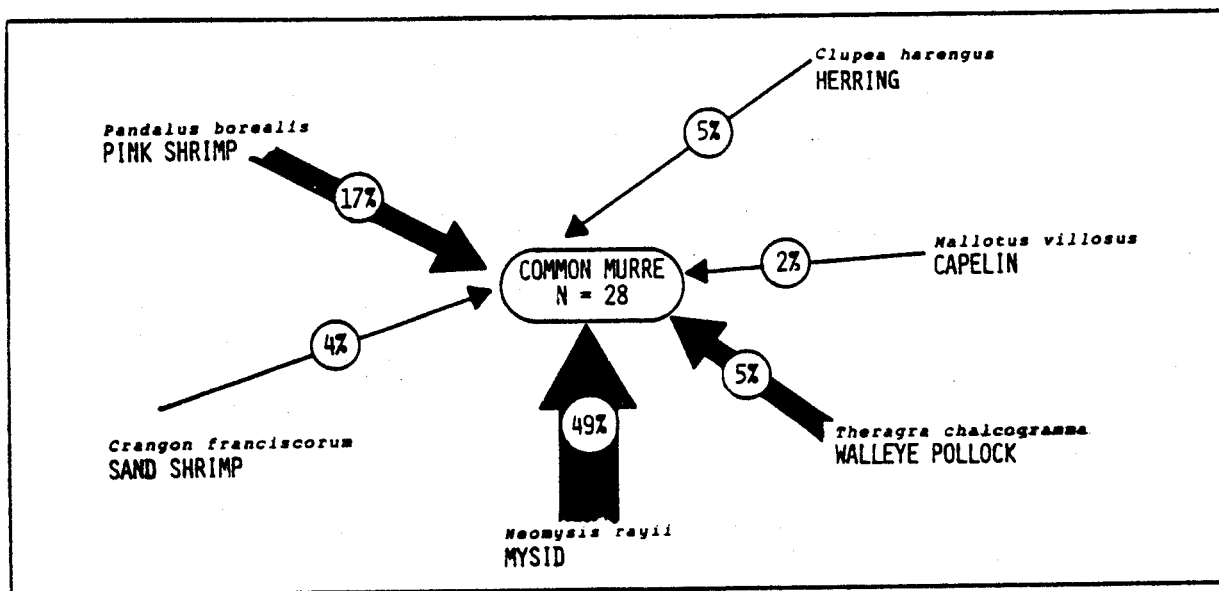 Clupea harengus
HERRING
5%
Pandalus borealis
PINK SHRIMP
17%
Mallotus villosus
CAPELIN
2%
COMMON MURRE
N = 28
4%
Crangon franciscorum
SAND SHRIMP
5%
Theragra chalcogramma
WALLEYE POLLOCK
49%
Neomysis rayii
MYSID